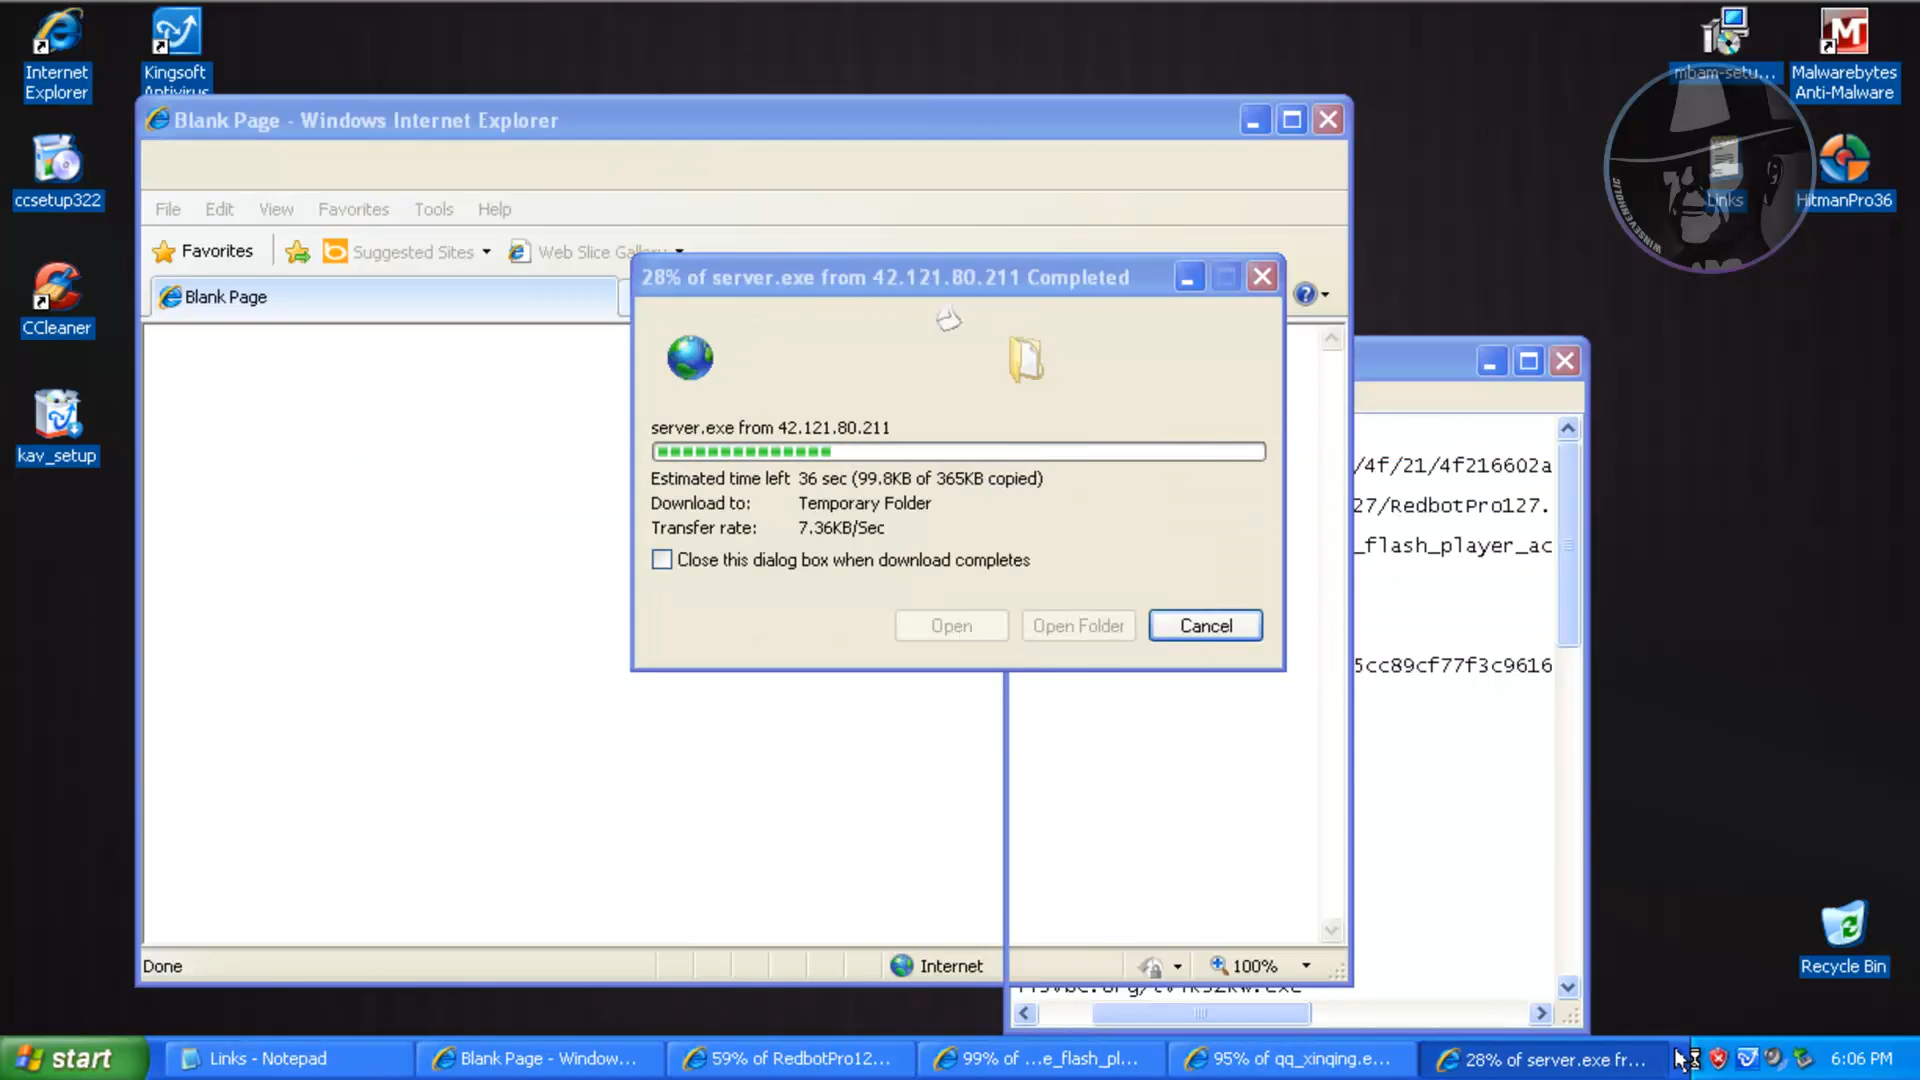 Internet
Explorer
Kingsoft
Antivirus
ccsetup322
CCleaner
kav_setup
mbam-setu...
Malwarebytes
Anti-Malware
Links
HitmanPro36
WINSEVENHOLIC
Recycle Bin
Blank Page - Windows Internet Explorer
File Edit View Favorites Tools Help
Favorites Suggested Sites Web Slice Gallery
Blank Page
28% of server.exe from 42.121.80.211 Completed
server.exe from 42.121.80.211
Estimated time left 36 sec (99.8KB of 365KB copied)
Download to: Temporary Folder
Transfer rate: 7.36KB/Sec
Close this dialog box when download completes
Open Open Folder Cancel
/4f/21/4f216602a
27/RedbotPro127.
_flash_player_ac
5cc89cf77f3c9616
Done Internet 100%
start Links - Notepad Blank Page - Window... 59% of RedbotPro12... 99% of ...e_flash_pl... 95% of qq_xinqing.e... 28% of server.exe fr... 6:06 PM